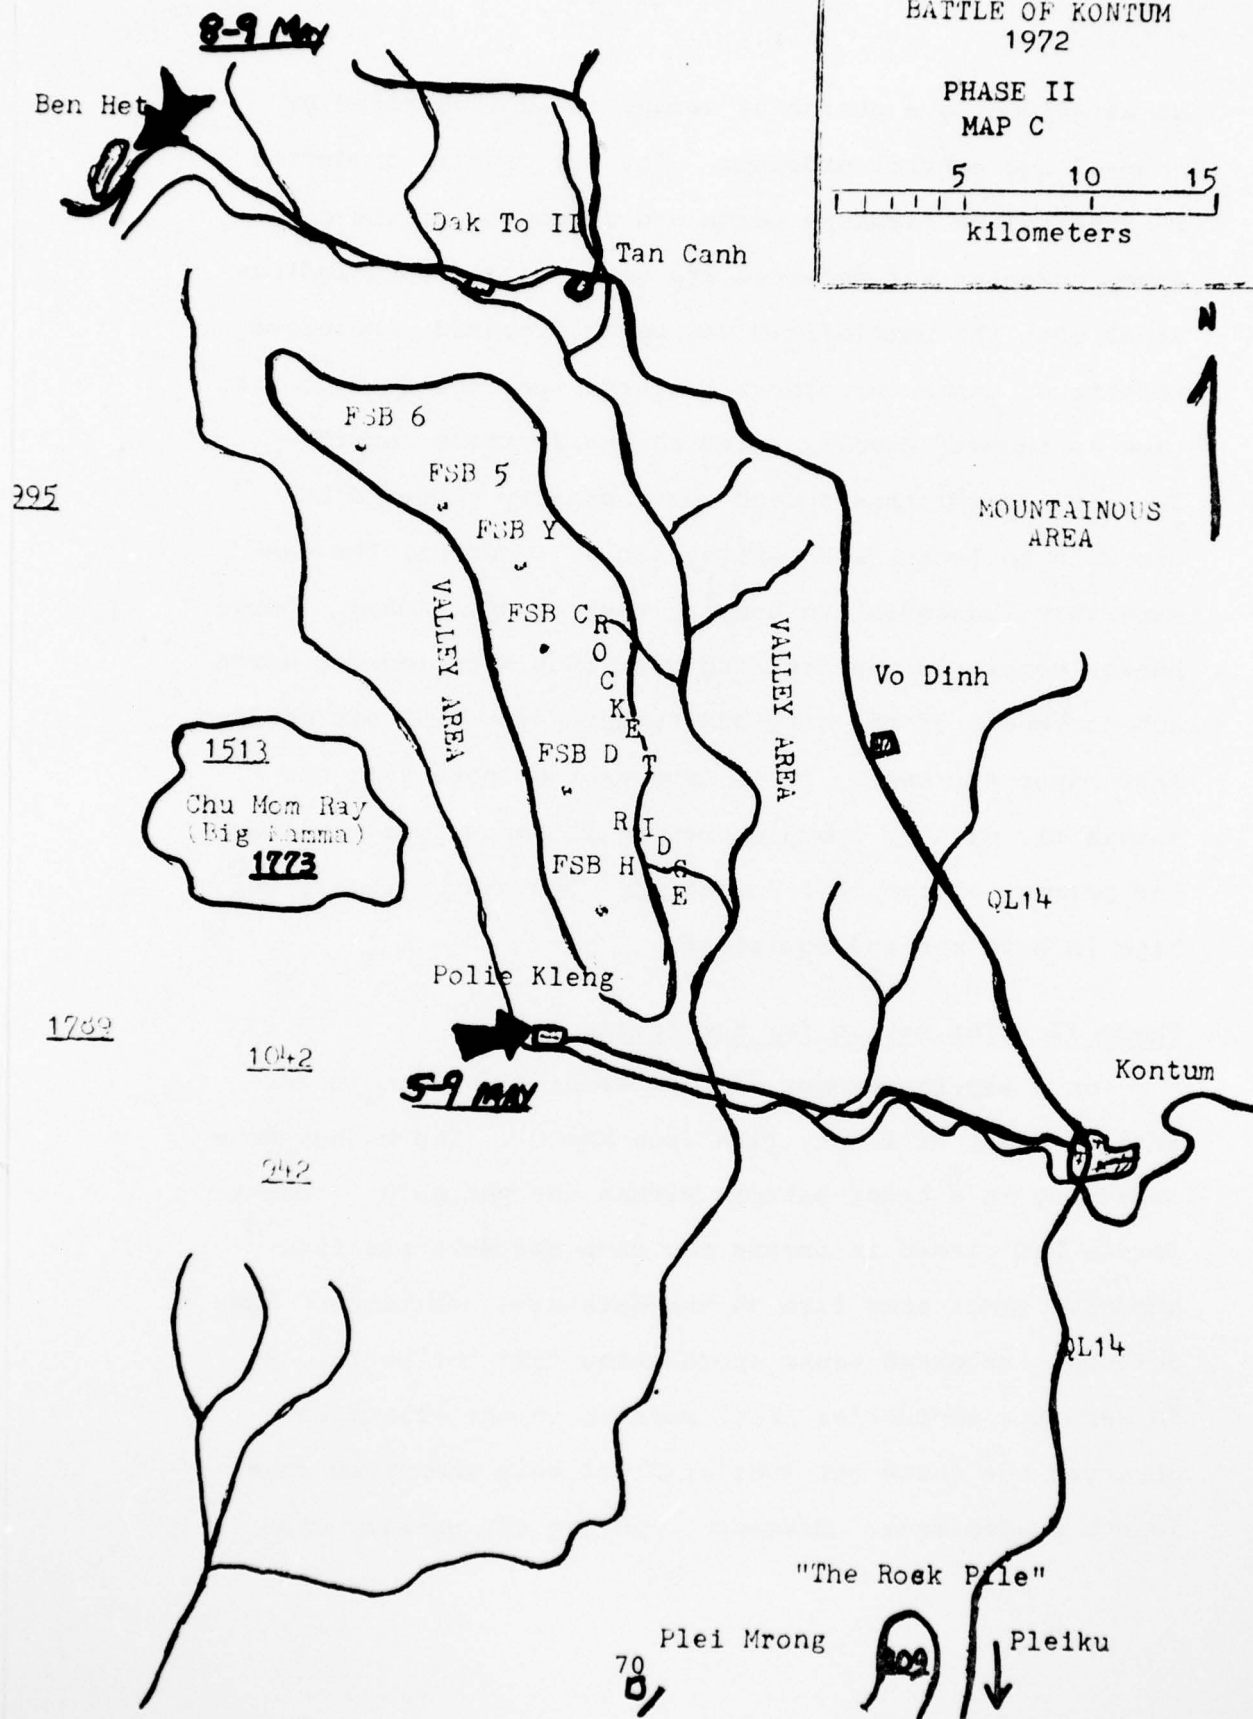 BATTLE OF KONTUM
1972
PHASE II
MAP C
5 10 15
kilometers
N
8-9 MAY
Ben Het
Dak To II
Tan Canh
FSB 6
FSB 5
FSB Y
FSB C
FSB D
FSB H
ROCKET RIDGE
VALLEY AREA
VALLEY AREA
MOUNTAINOUS
AREA
995
Vo Dinh
1513
Chu Mom Ray
(Big Mamma)
1773
QL14
Polie Kleng
5-9 MAY
1042
942
Kontum
QL14
"The Rock Pile"
Plei Mrong
Pleiku
70